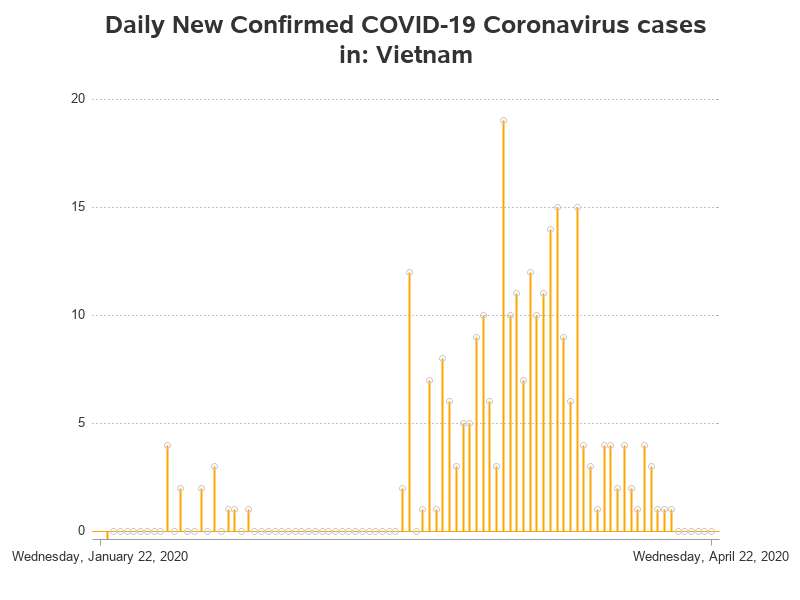 Daily New Confirmed COVID-19 Coronavirus cases
in: Vietnam
20
15
10
5
0
Wednesday, January 22, 2020 Wednesday, April 22, 2020